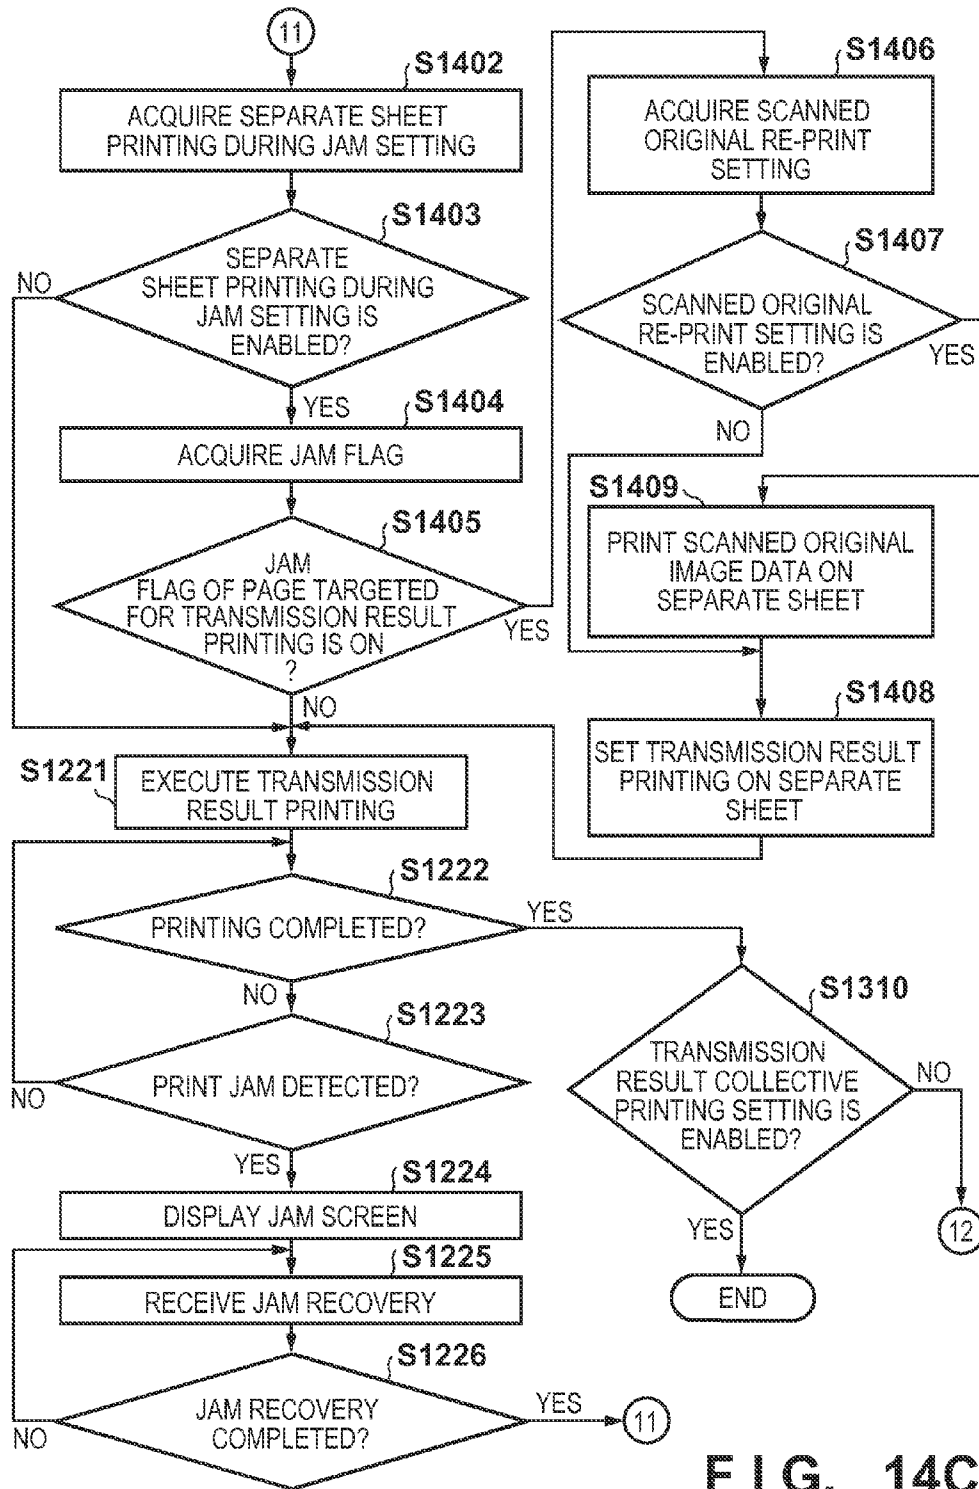 11
S1402
ACQUIRE SEPARATE SHEET
PRINTING DURING JAM SETTING
S1403
SEPARATE
SHEET PRINTING DURING
JAM SETTING IS
ENABLED?
NO
YES
S1404
ACQUIRE JAM FLAG
S1405
JAM
FLAG OF PAGE TARGETED
FOR TRANSMISSION RESULT
PRINTING IS ON
?
YES
NO
S1406
ACQUIRE SCANNED
ORIGINAL RE-PRINT
SETTING
S1407
SCANNED ORIGINAL
RE-PRINT SETTING IS
ENABLED?
YES
NO
S1409
PRINT SCANNED ORIGINAL
IMAGE DATA ON
SEPARATE SHEET
S1408
SET TRANSMISSION RESULT
PRINTING ON SEPARATE
SHEET
S1221
EXECUTE TRANSMISSION
RESULT PRINTING
S1222
PRINTING COMPLETED?
YES
NO
S1223
PRINT JAM DETECTED?
NO
YES
S1224
DISPLAY JAM SCREEN
S1225
RECEIVE JAM RECOVERY
S1226
JAM RECOVERY
COMPLETED?
NO
YES
11
S1310
TRANSMISSION
RESULT COLLECTIVE
PRINTING SETTING IS
ENABLED?
NO
12
YES
END
FIG. 14C